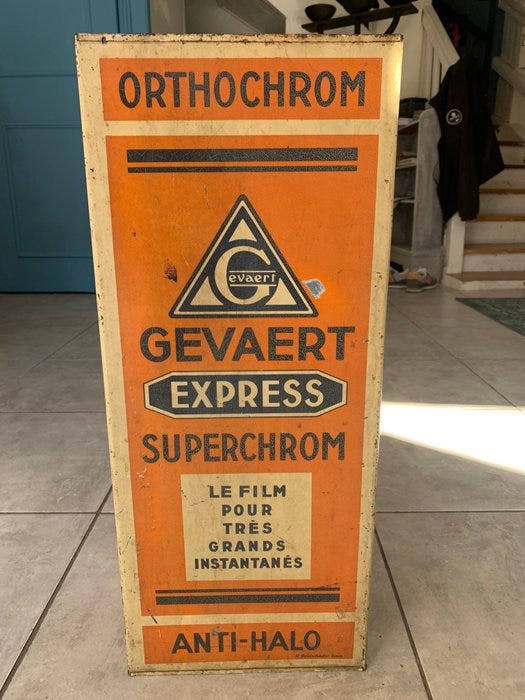 ORTHOCHROM
Gevaert
GEVAERT
EXPRESS
SUPERCHROM
LE FILM
POUR
TRÈS
GRANDS
INSTANTANÉS
ANTI-HALO